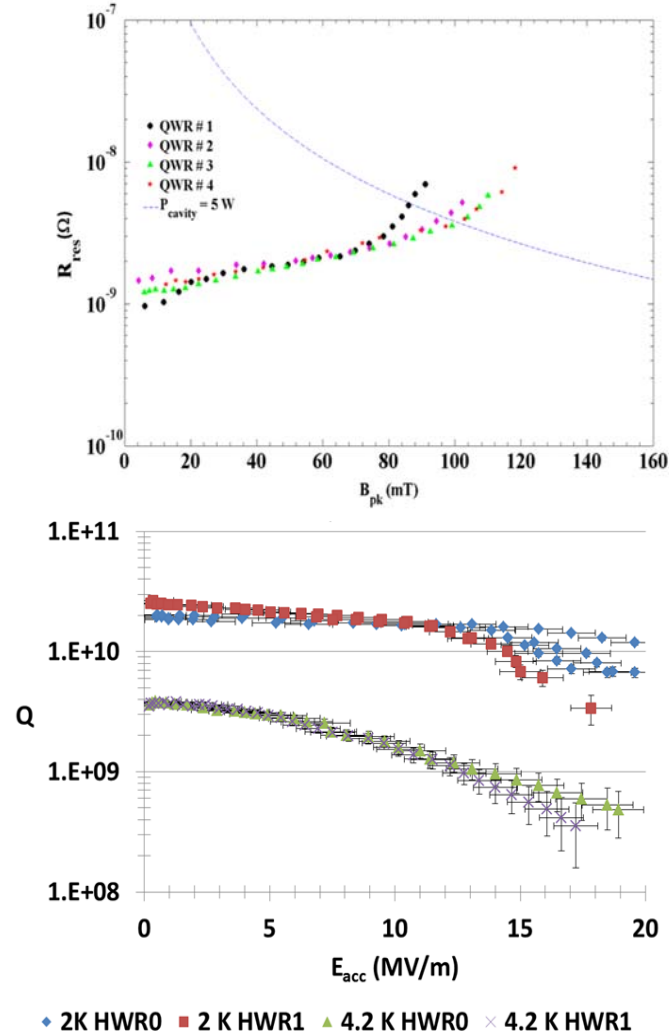 10⁻⁷
10⁻⁸
10⁻⁹
10⁻¹⁰
R_res(Ω)
QWR # 1
QWR # 2
QWR # 3
QWR # 4
P_cavity = 5 W
0 20 40 60 80 100 120 140 160
B_pk (mT)
1.E+11
1.E+10
1.E+09
1.E+08
Q
0 5 10 15 20
E_acc (MV/m)
2K HWR0 2 K HWR1 4.2 K HWR0 4.2 K HWR1